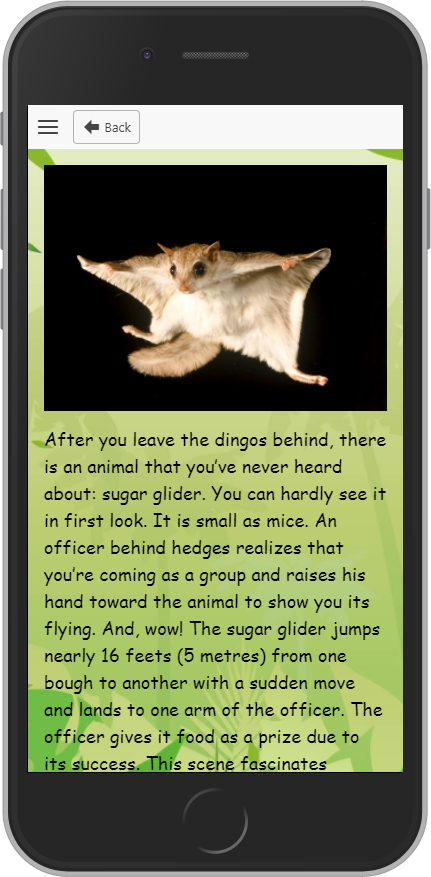 Back
After you leave the dingos behind, there
is an animal that you've never heard
about: sugar glider. You can hardly see it
in first look. It is small as mice. An
officer behind hedges realizes that
you're coming as a group and raises his
hand toward the animal to show you its
flying. And, wow! The sugar glider jumps
nearly 16 feets (5 metres) from one
bough to another with a sudden move
and lands to one arm of the officer. The
officer gives it food as a prize due to
its success. This scene fascinates